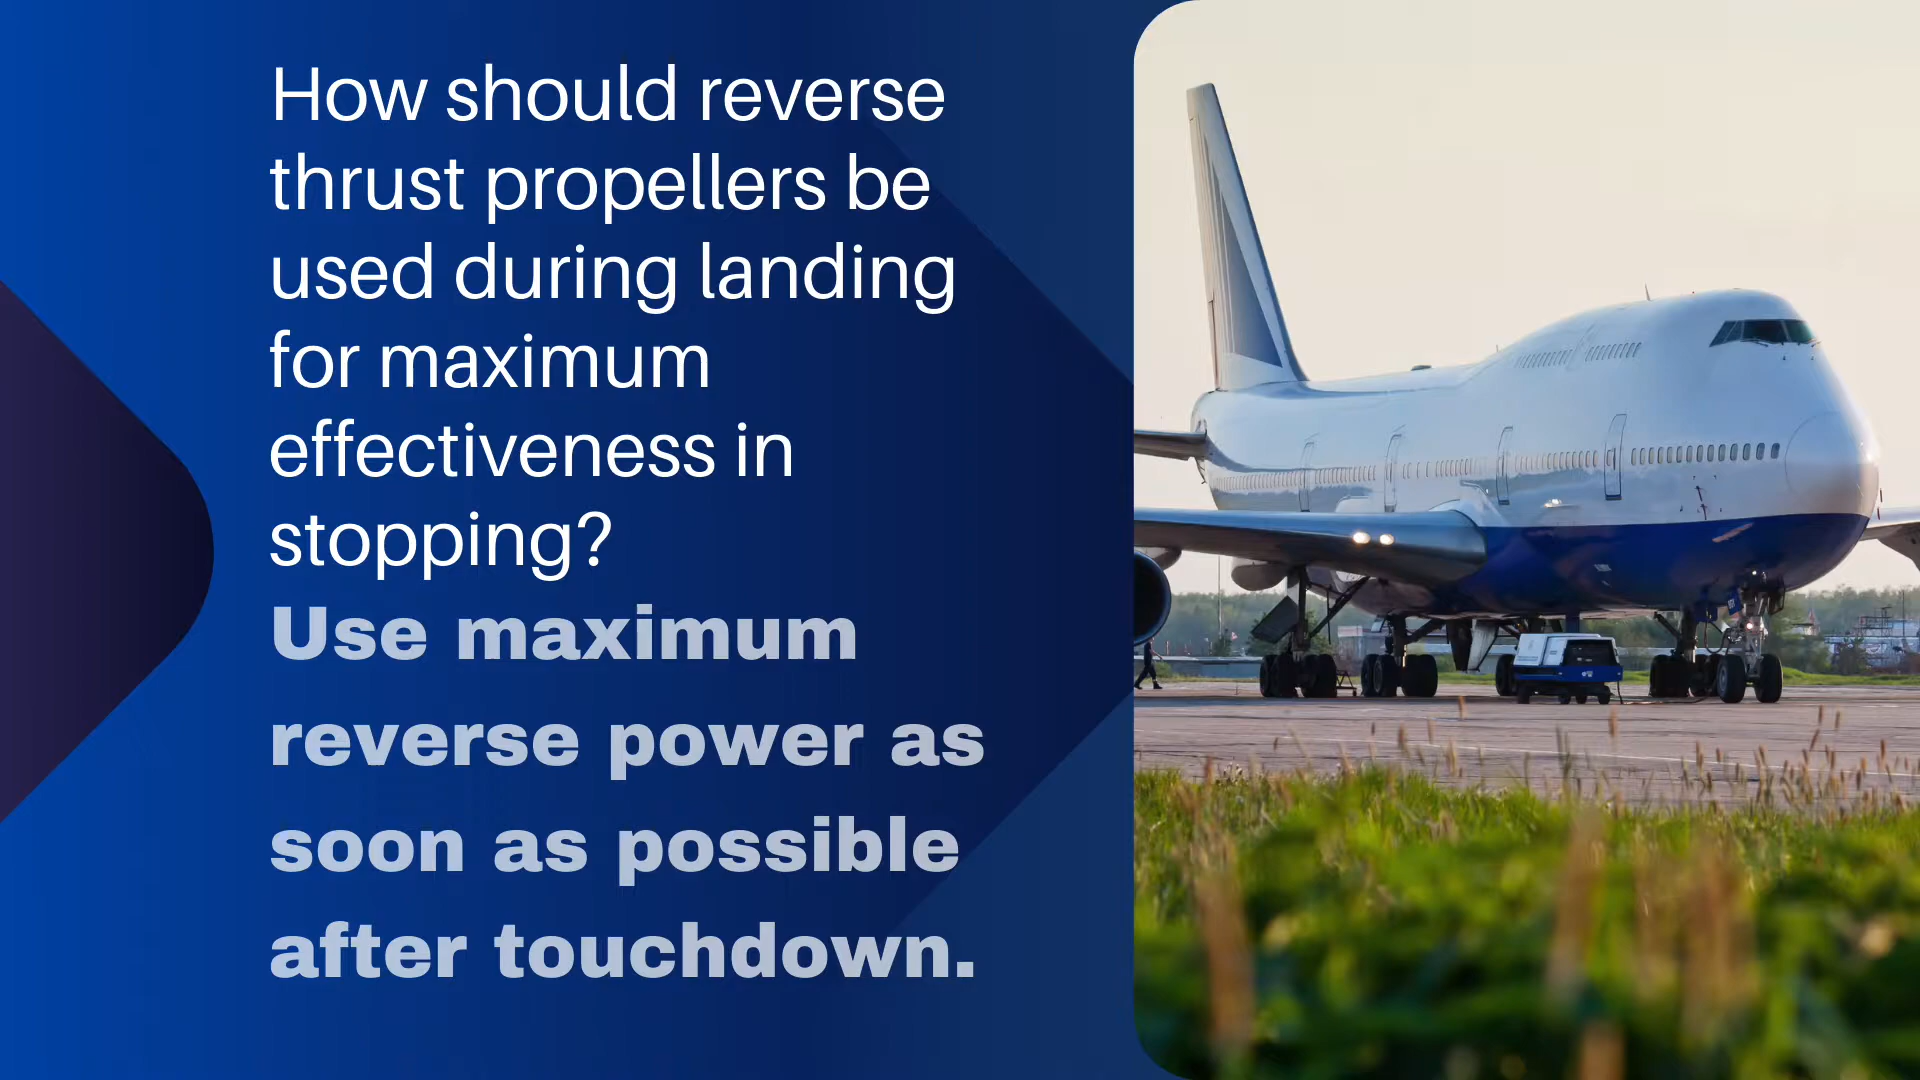 How should reverse
thrust propellers be
used during landing
for maximum
effectiveness in
stopping?
Use maximum
reverse power as
soon as possible
after touchdown.